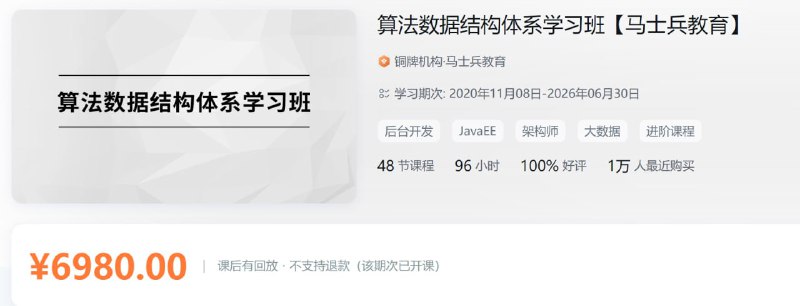 算法数据结构体系学习班【马士兵教育】
算法数据结构体系学习班
铜牌机构·马士兵教育
学习期次: 2020年11月08日-2026年06月30日
后台开发 JavaEE 架构师 大数据 进阶课程
48 节课程 96 小时 100% 好评 1万 人最近购买
¥6980.00 | 课后有回放 · 不支持退款（该期次已开课）